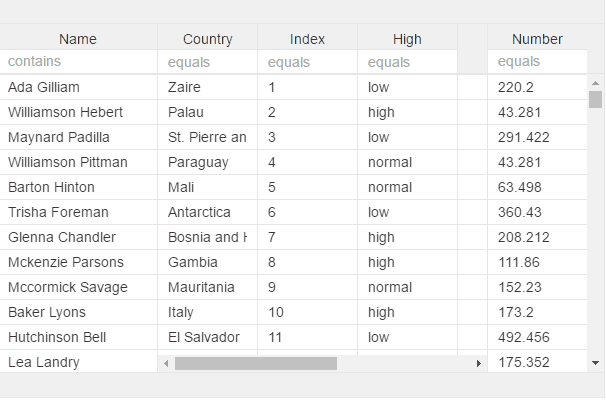 Name Country Index High Number
contains equals equals equals equals
Ada Gilliam Zaire 1 low 220.2
Williamson Hebert Palau 2 high 43.281
Maynard Padilla St. Pierre an 3 low 291.422
Williamson Pittman Paraguay 4 normal 43.281
Barton Hinton Mali 5 normal 63.498
Trisha Foreman Antarctica 6 low 360.43
Glenna Chandler Bosnia and 7 high 208.212
Mckenzie Parsons Gambia 8 high 111.86
Mccormick Savage Mauritania 9 normal 152.23
Baker Lyons Italy 10 high 173.2
Hutchinson Bell El Salvador 11 low 492.456
Lea Landry 175.352